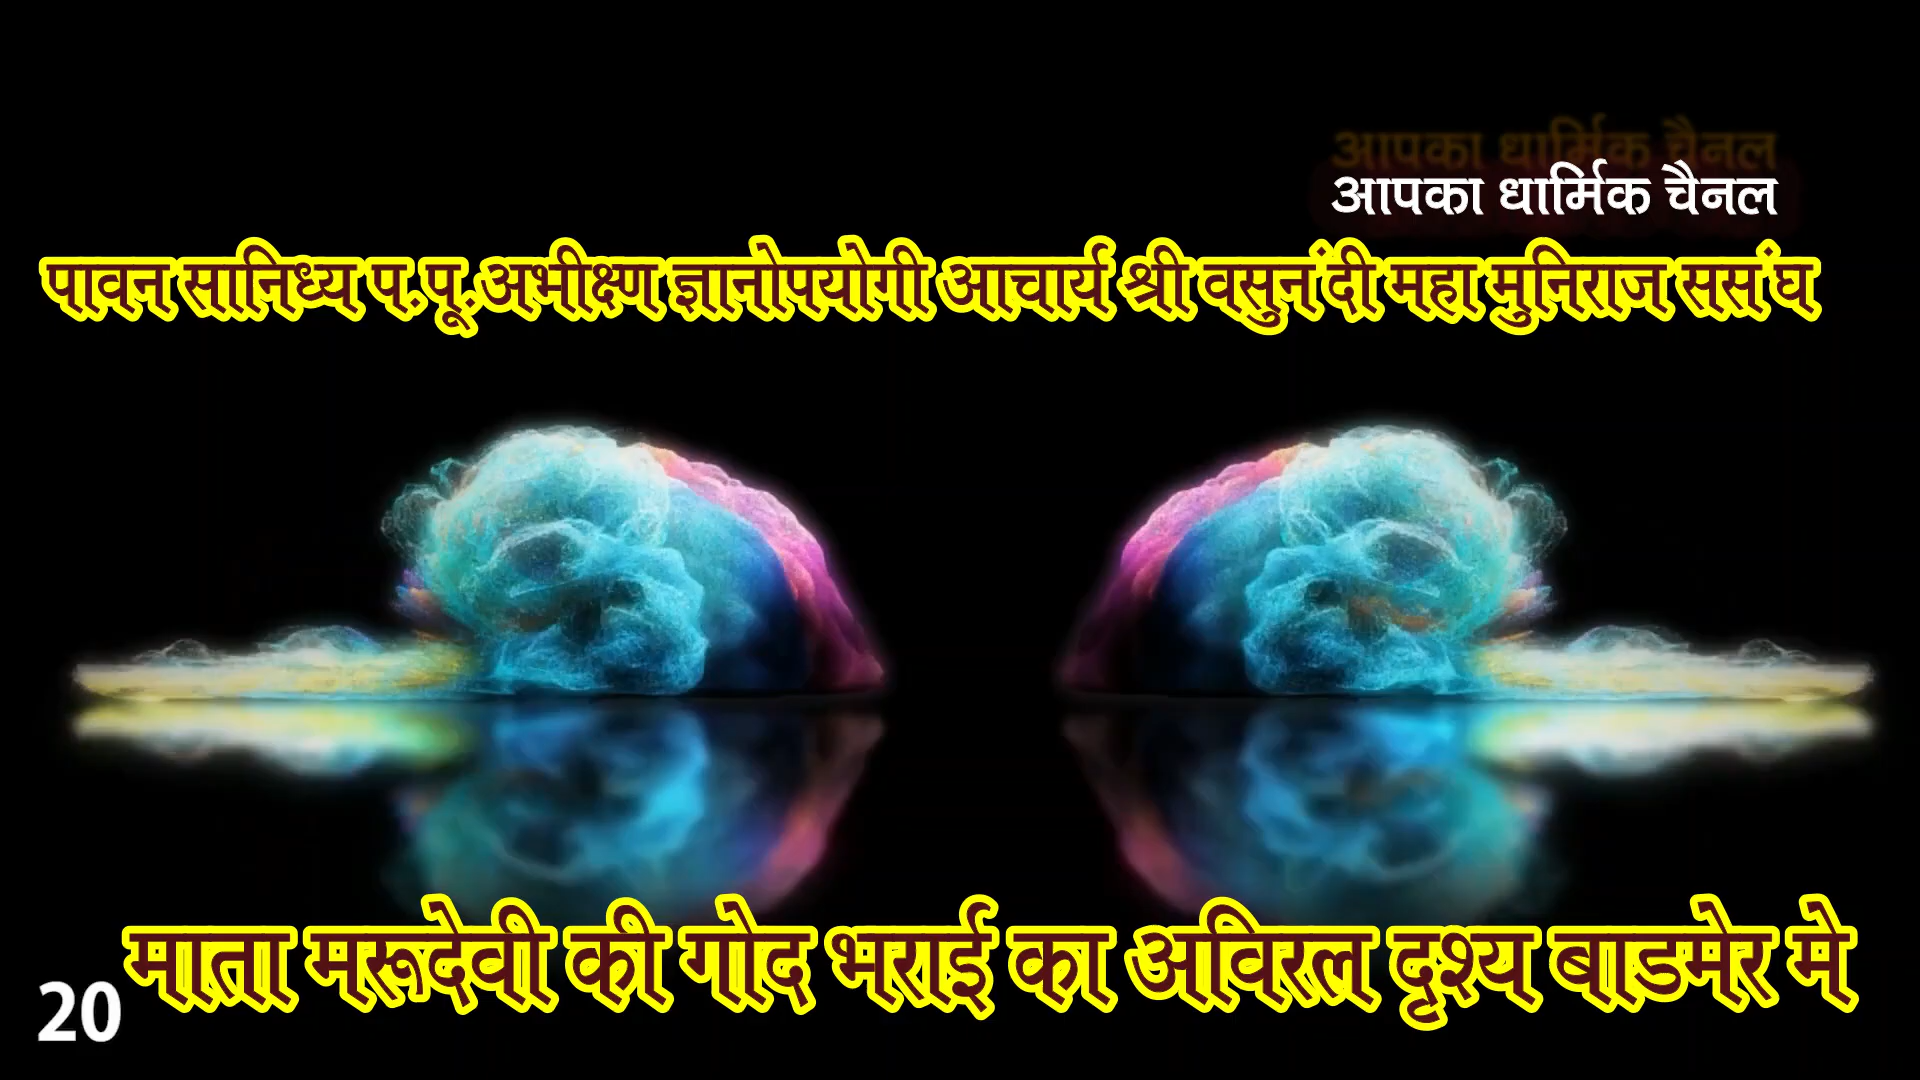 आपका धार्मिक चैनल
आपका धार्मिक चैनल
पावन सानिध्य प.पू.अभीक्ष्ण ज्ञानोपयोगी आचार्य श्री वसुनंदी महा मुनिराज ससंघ
माता मरूदेवी की गोद भराई का अविरल दृश्य बाडमेर मे
20